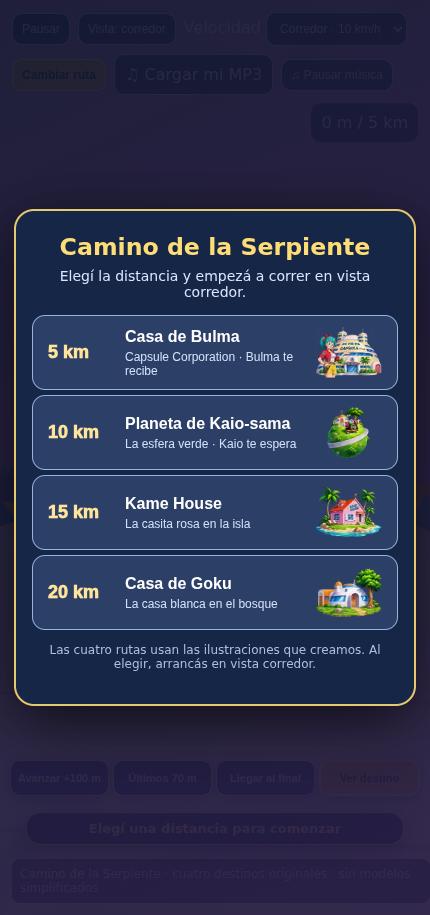 Pausar
Vista: corredor
Velocidad
Corredor · 10 km/h
Cambiar ruta
♫ Cargar mi MP3
♫ Pausar música
0 m / 5 km
Camino de la Serpiente
Elegí la distancia y empezá a correr en vista
corredor.
5 km
Casa de Bulma
Capsule Corporation · Bulma te
recibe
10 km
Planeta de Kaio-sama
La esfera verde · Kaio te espera
15 km
Kame House
La casita rosa en la isla
20 km
Casa de Goku
La casa blanca en el bosque
Las cuatro rutas usan las ilustraciones que creamos. Al
elegir, arrancás en vista corredor.
Avanzar +100 m
Últimos 70 m
Llegar al final
Ver destino
Elegí una distancia para comenzar
Camino de la Serpiente · cuatro destinos originales · sin modelos
simplificados